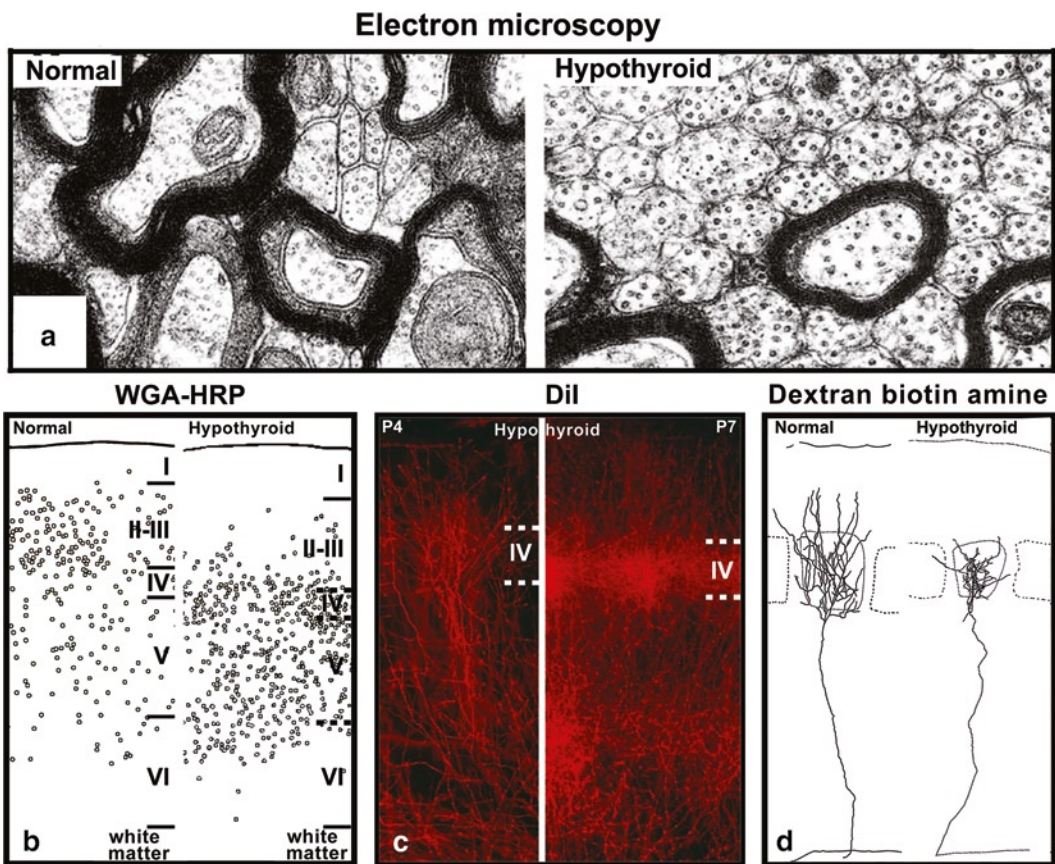 Electron microscopy
Normal
Hypothyroid
a
WGA-HRP
Normal
Hypothyroid
I
II-III
IV
V
VI
white
matter
I
II-III
IV
V
VI
white
matter
b
DiI
P4
Hypothyroid
P7
IV
IV
c
Dextran biotin amine
Normal
Hypothyroid
d